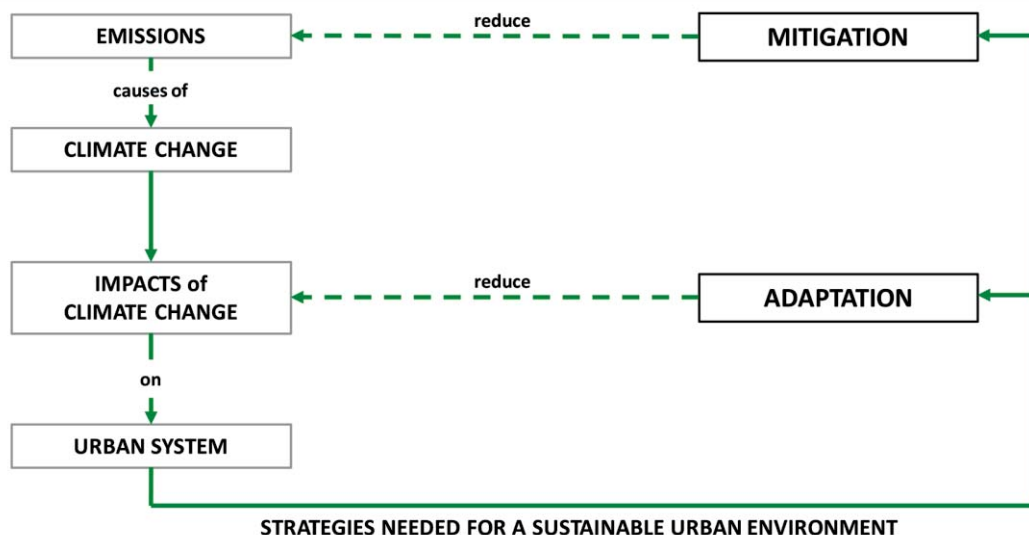 EMISSIONS
reduce
MITIGATION
causes of
CLIMATE CHANGE
IMPACTS of
CLIMATE CHANGE
reduce
ADAPTATION
on
URBAN SYSTEM
STRATEGIES NEEDED FOR A SUSTAINABLE URBAN ENVIRONMENT